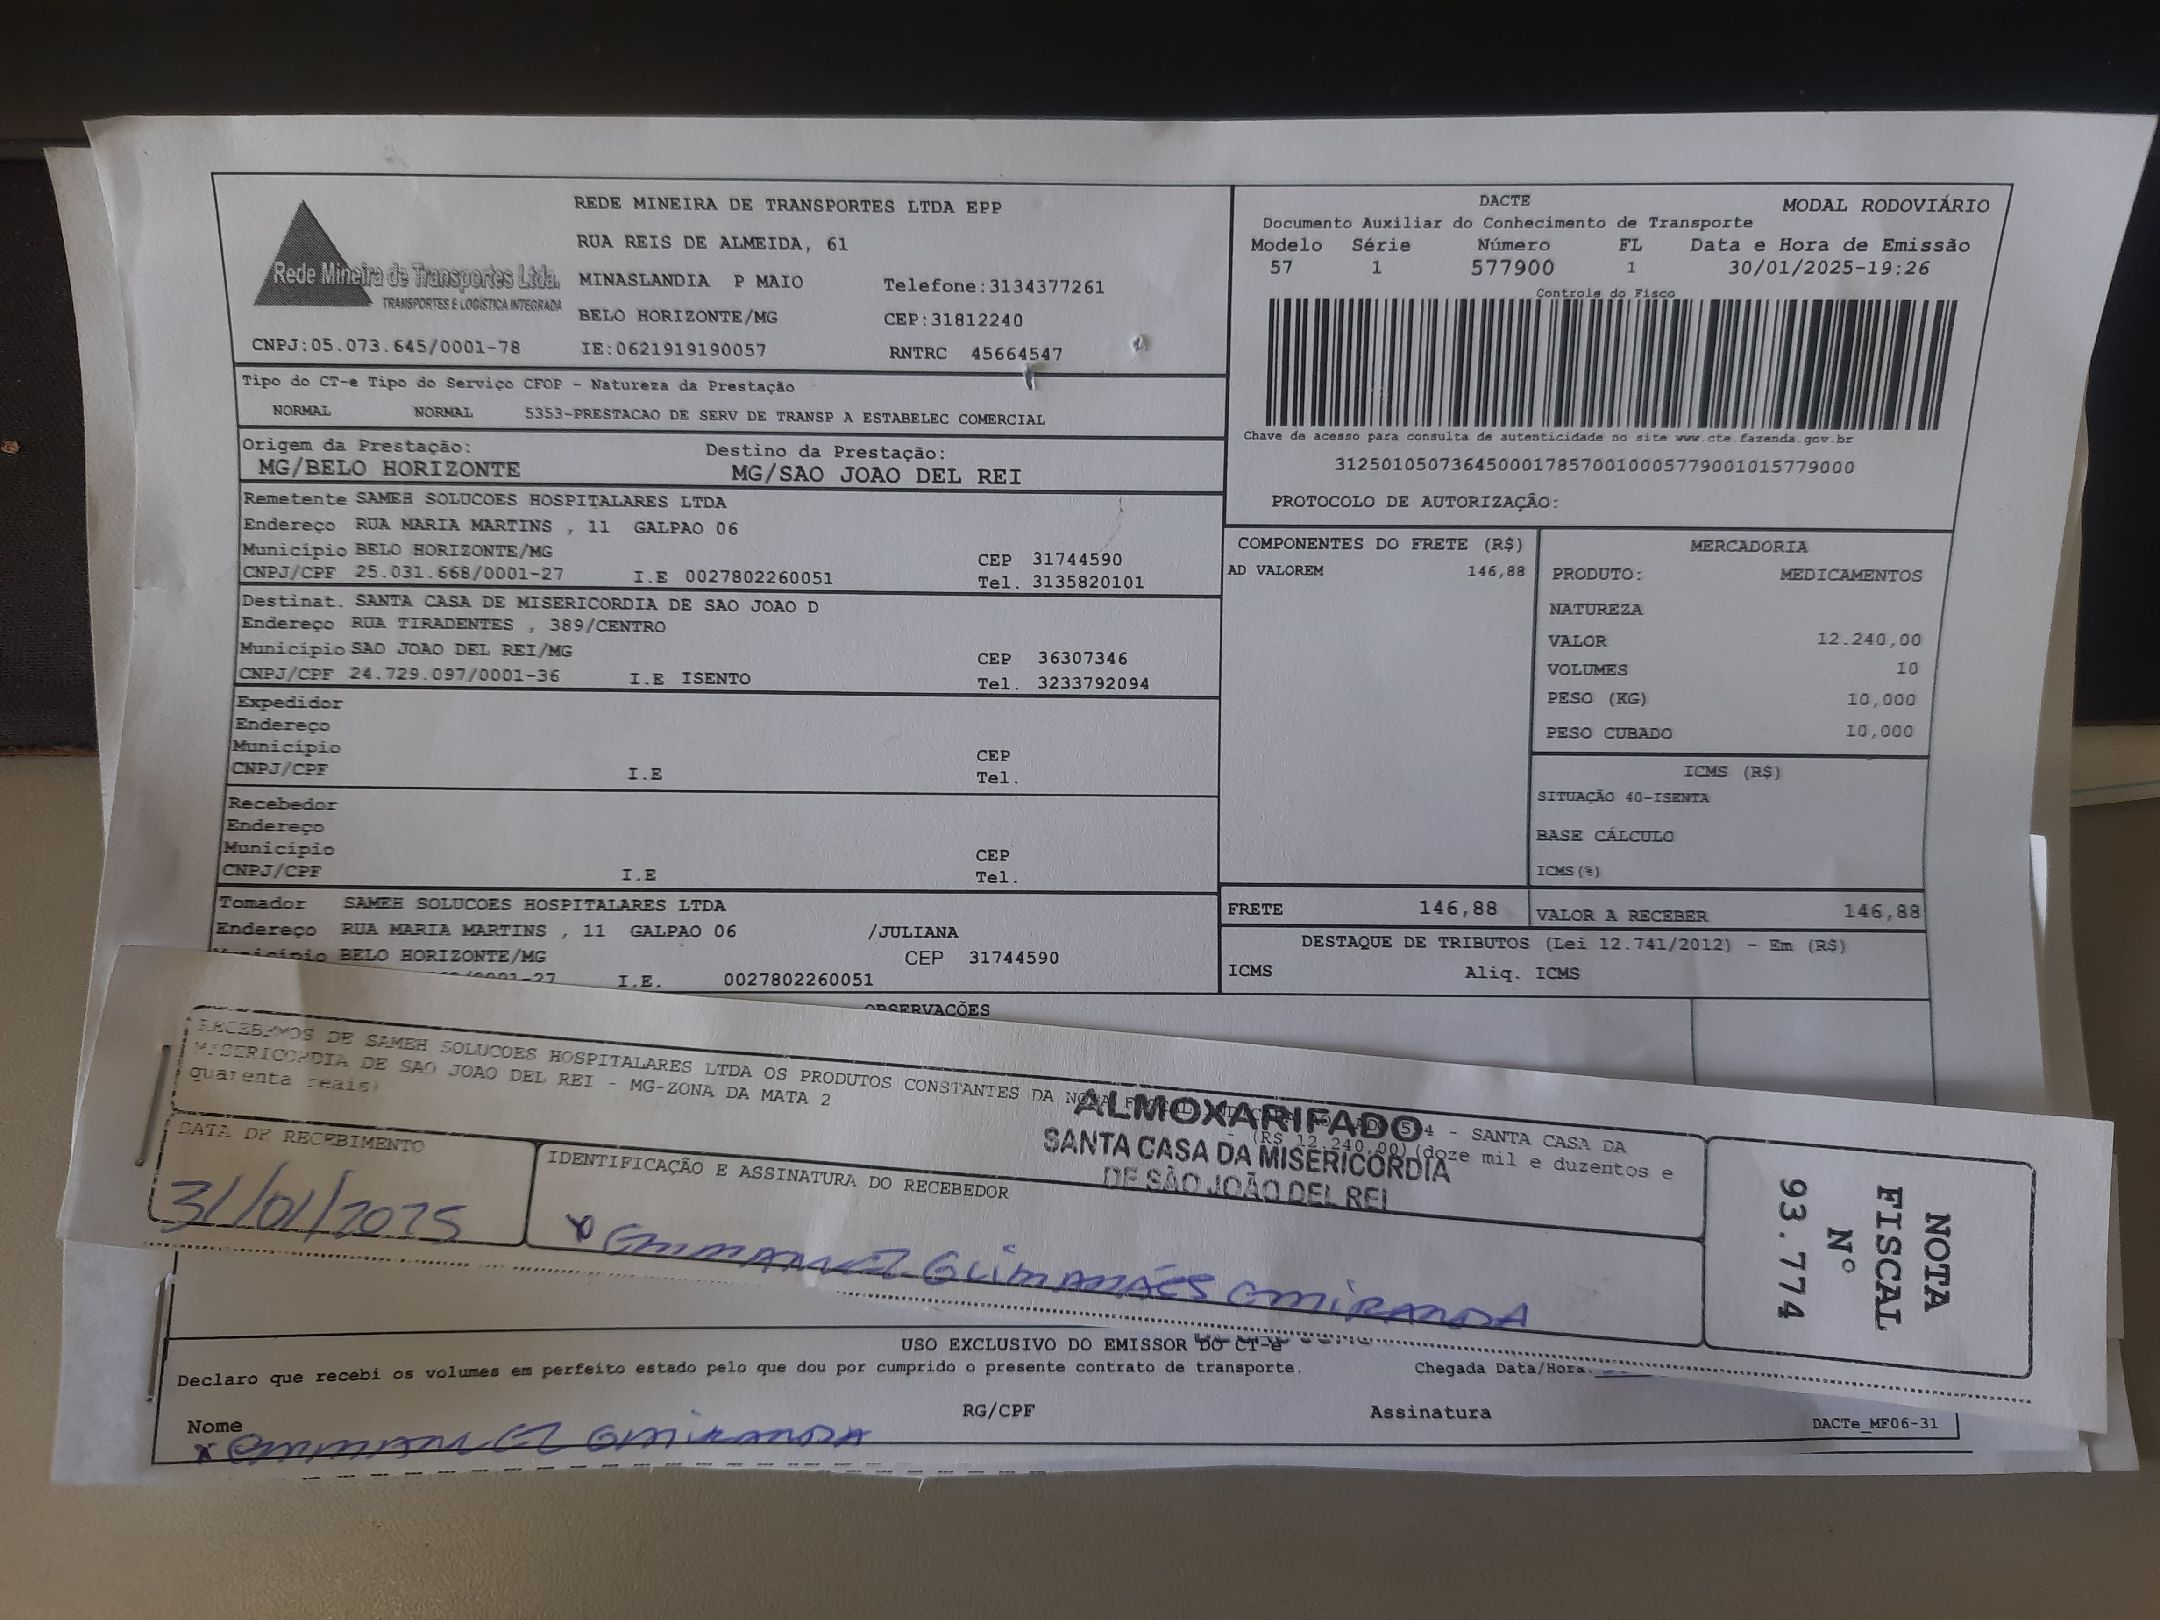 REDE MINEIRA DE TRANSPORTES LTDA EPP
RUA REIS DE ALMEIDA, 61
MINASLANDIA P MAIO Telefone:3134377261
BELO HORIZONTE/MG CEP:31812240
Rede Mineira de Transportes Ltda.
TRANSPORTES E LOGÍSTICA INTEGRADA
CNPJ:05.073.645/0001-78 IE:0621919190057 RNTRC 45664547
DACTE MODAL RODOVIÁRIO
Documento Auxiliar do Conhecimento de Transporte
Modelo Série Número FL Data e Hora de Emissão
57 1 577900 1 30/01/2025-19:26
Controle do Fisco
Chave de acesso para consulta de autenticidade no site www.cte.fazenda.gov.br
31250105073645000178570010005779001015779000
PROTOCOLO DE AUTORIZAÇÃO:
Tipo do CT-e Tipo do Serviço CFOP - Natureza da Prestação
NORMAL NORMAL 5353-PRESTACAO DE SERV DE TRANSP A ESTABELEC COMERCIAL
Origem da Prestação: Destino da Prestação:
MG/BELO HORIZONTE MG/SAO JOAO DEL REI
Remetente SAMEH SOLUCOES HOSPITALARES LTDA
Endereço RUA MARIA MARTINS , 11 GALPAO 06
Município BELO HORIZONTE/MG CEP 31744590
CNPJ/CPF 25.031.668/0001-27 I.E 0027802260051 Tel. 3135820101
Destinat. SANTA CASA DE MISERICORDIA DE SAO JOAO D
Endereço RUA TIRADENTES , 389/CENTRO
Município SAO JOAO DEL REI/MG CEP 36307346
CNPJ/CPF 24.729.097/0001-36 I.E ISENTO Tel. 3233792094
Expedidor
Endereço
Município CEP
CNPJ/CPF I.E Tel.
Recebedor
Endereço
Município CEP
CNPJ/CPF I.E Tel.
Tomador SAMEH SOLUCOES HOSPITALARES LTDA
Endereço RUA MARIA MARTINS , 11 GALPAO 06 /JULIANA
BELO HORIZONTE/MG CEP 31744590
/0001-27 I.E. 0027802260051
COMPONENTES DO FRETE (R$)
AD VALOREM 146,88
MERCADORIA
PRODUTO: MEDICAMENTOS
NATUREZA
VALOR 12.240,00
VOLUMES 10
PESO (KG) 10,000
PESO CUBADO 10,000
ICMS (R$)
SITUAÇÃO 40-ISENTA
BASE CÁLCULO
ICMS(%)
FRETE 146,88 VALOR A RECEBER 146,88
DESTAQUE DE TRIBUTOS (Lei 12.741/2012) - Em (R$)
ICMS Aliq. ICMS
OBSERVAÇÕES
RECEBEMOS DE SAMEH SOLUCOES HOSPITALARES LTDA OS PRODUTOS CONSTANTES DA 4 - SANTA CASA DA
MISERICORDIA DE SAO JOAO DEL REI - MG-ZONA DA MATA 2 (R$ 12.240,00) (doze mil e duzentos e
quarenta reais)
ALMOXARIFADO
SANTA CASA DA MISERICÓRDIA
DE SÃO JOÃO DEL REI
DATA DE RECEBIMENTO
31/01/2025
IDENTIFICAÇÃO E ASSINATURA DO RECEBEDOR
x EMMANUEL GUIMARÃES MIRANDA
NOTA
FISCAL
Nº
93.774
USO EXCLUSIVO DO EMISSOR DO CT-e
Declaro que recebi os volumes em perfeito estado pelo que dou por cumprido o presente contrato de transporte. Chegada Data/Hora.
Nome RG/CPF Assinatura
x EMMANUEL G MIRANDA
DACTe_MF06-31